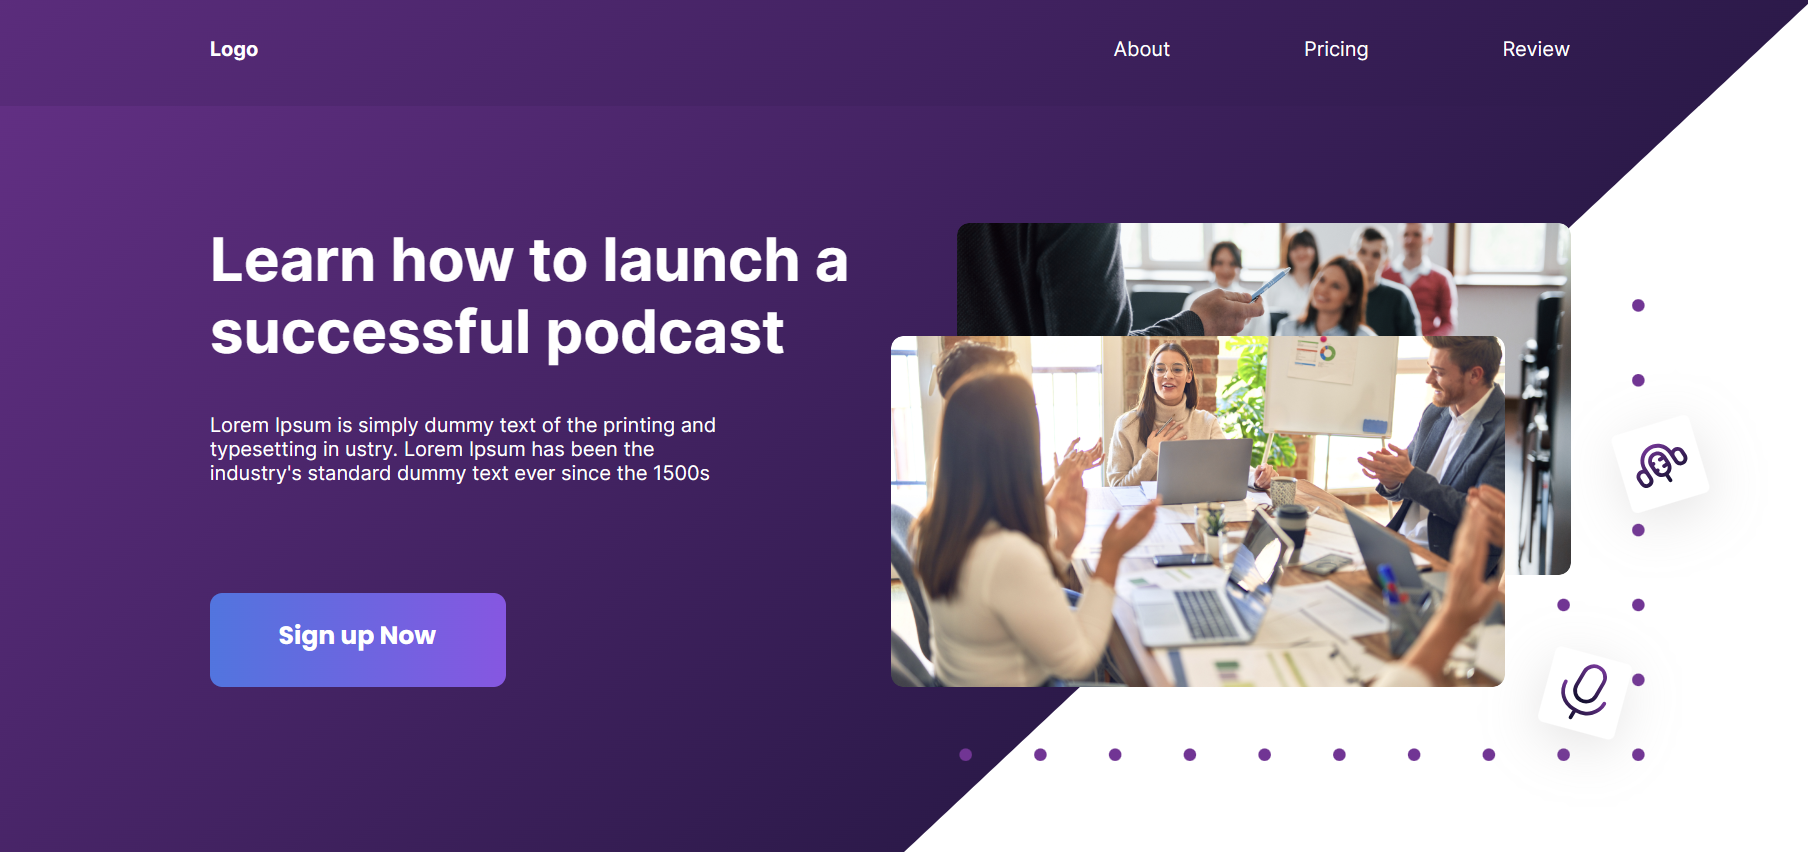 Logo
About
Pricing
Review
Learn how to launch a
successful podcast
Lorem Ipsum is simply dummy text of the printing and
typesetting in ustry. Lorem Ipsum has been the
industry's standard dummy text ever since the 1500s
Sign up Now